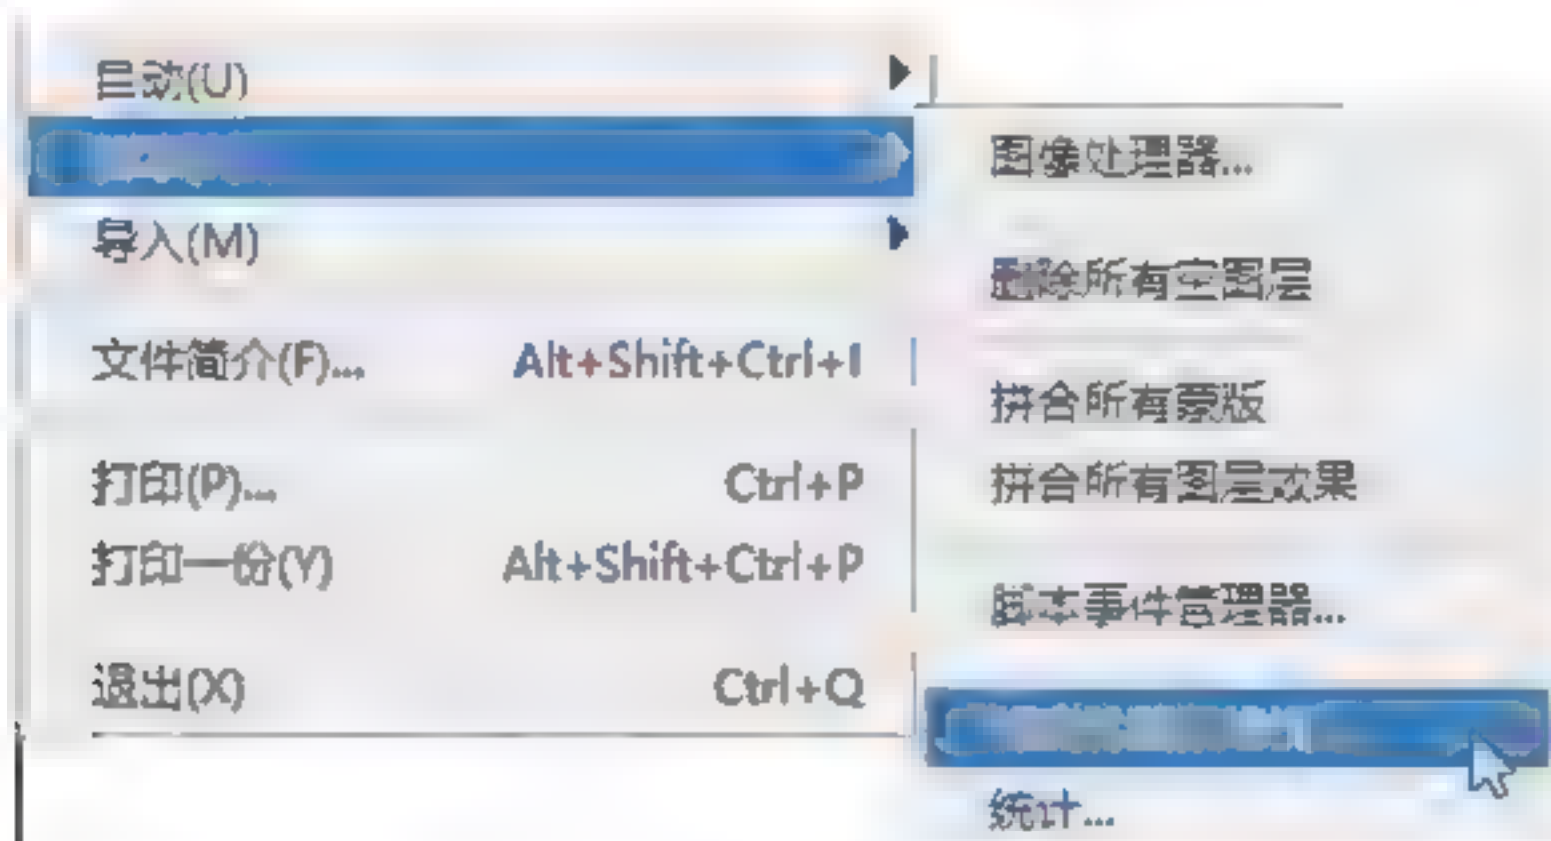 自动(U)
导入(M)
文件简介(F)... Alt+Shift+Ctrl+I
打印(P)... Ctrl+P
打印一份(Y) Alt+Shift+Ctrl+P
退出(X) Ctrl+Q
图像处理器...
删除所有空图层
拼合所有蒙版
拼合所有图层效果
脚本事件管理器...
统计...